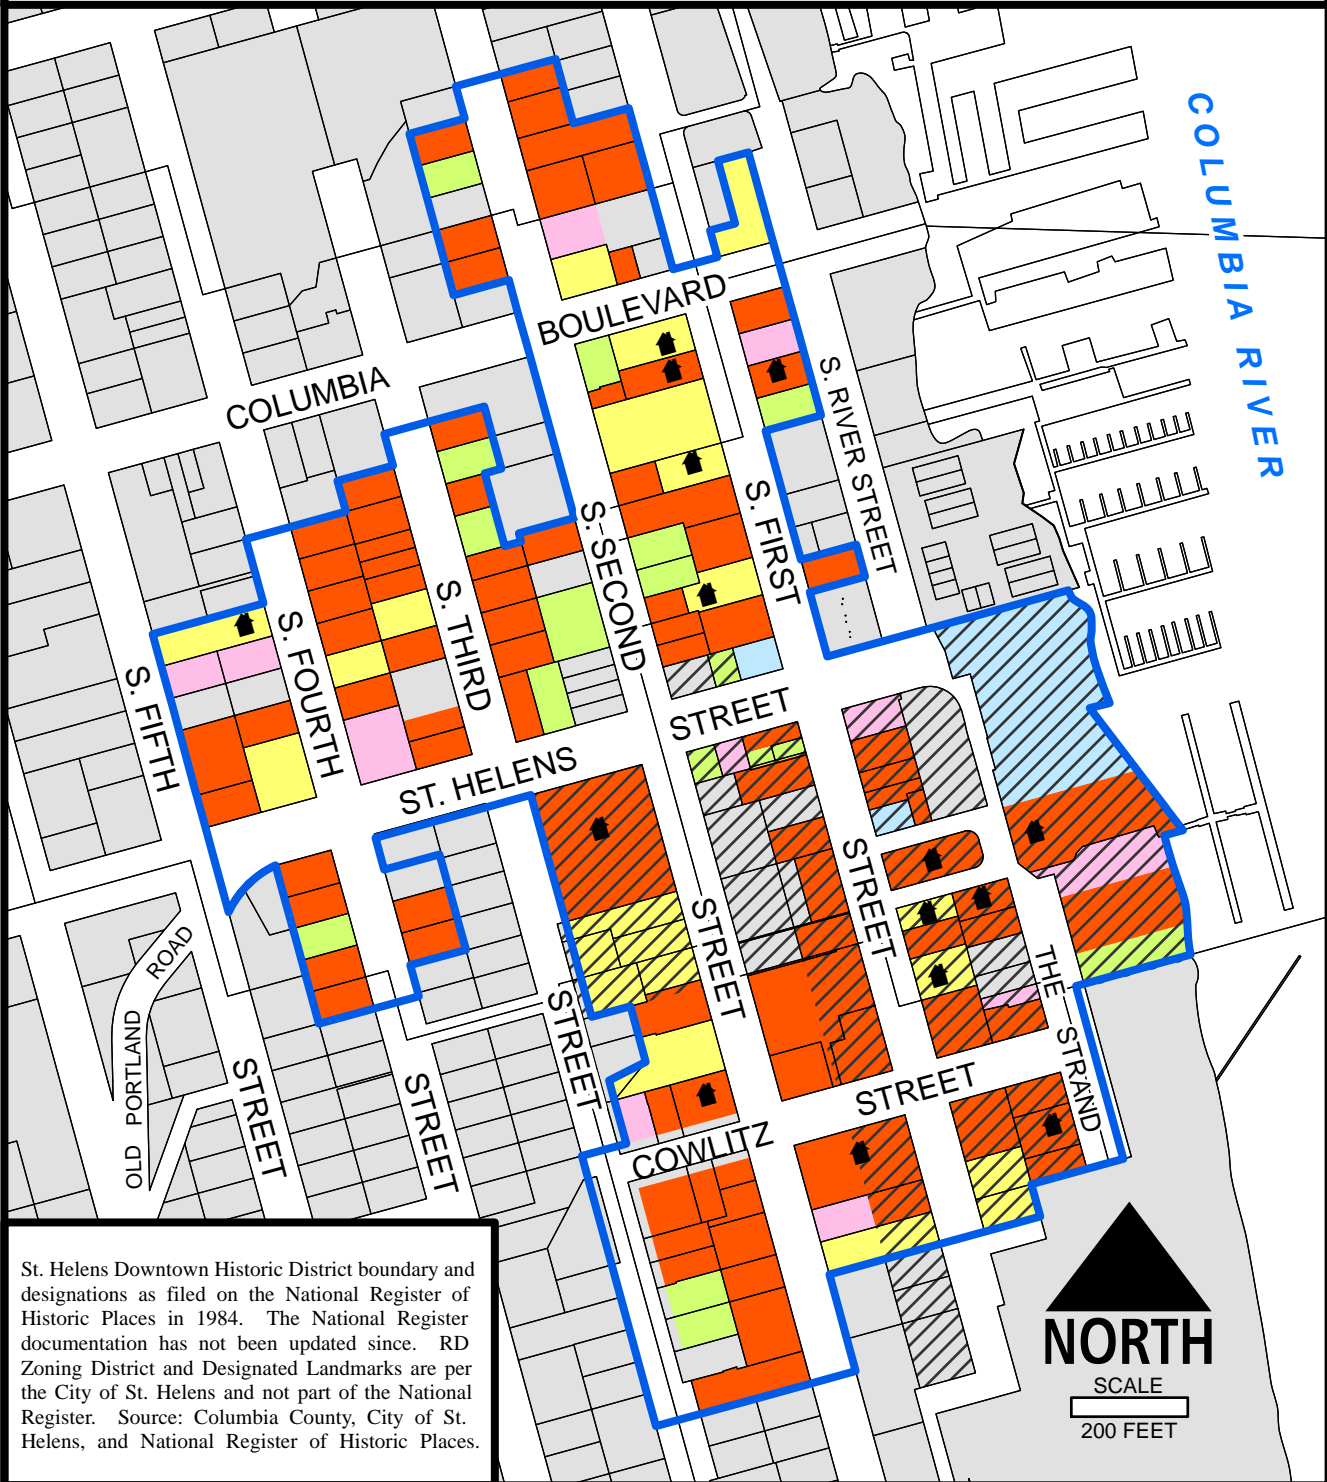 COLUMBIA RIVER
BOULEVARD
COLUMBIA
S. RIVER STREET
S. FIRST
S. SECOND
S. THIRD
S. FOURTH
S. FIFTH
STREET
ST. HELENS
STREET
STREET
THE STRAND
ROAD
OLD PORTLAND
STREET
STREET
STREET
STREET
COWLITZ
NORTH
SCALE
200 FEET
St. Helens Downtown Historic District boundary and
designations as filed on the National Register of
Historic Places in 1984. The National Register
documentation has not been updated since. RD
Zoning District and Designated Landmarks are per
the City of St. Helens and not part of the National
Register. Source: Columbia County, City of St.
Helens, and National Register of Historic Places.